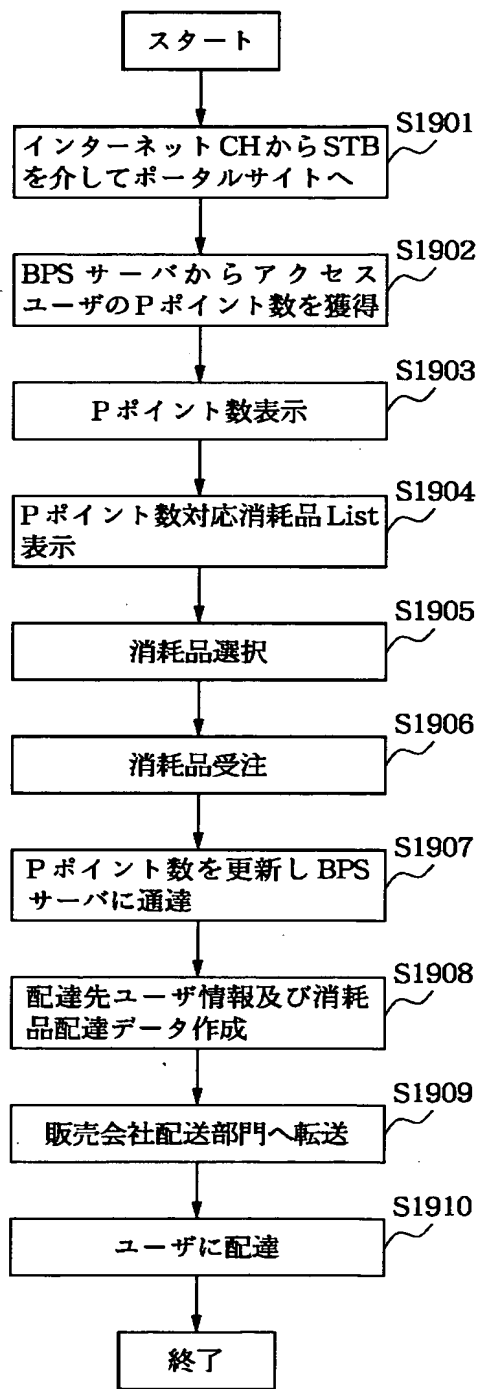 スタート
S1901
インターネットCHからSTB
を介してポータルサイトへ
S1902
BPSサーバからアクセス
ユーザのPポイント数を獲得
S1903
Pポイント数表示
S1904
Pポイント数対応消耗品List
表示
S1905
消耗品選択
S1906
消耗品受注
S1907
Pポイント数を更新しBPS
サーバに通達
S1908
配達先ユーザ情報及び消耗
品配達データ作成
S1909
販売会社配送部門へ転送
S1910
ユーザに配達
終了